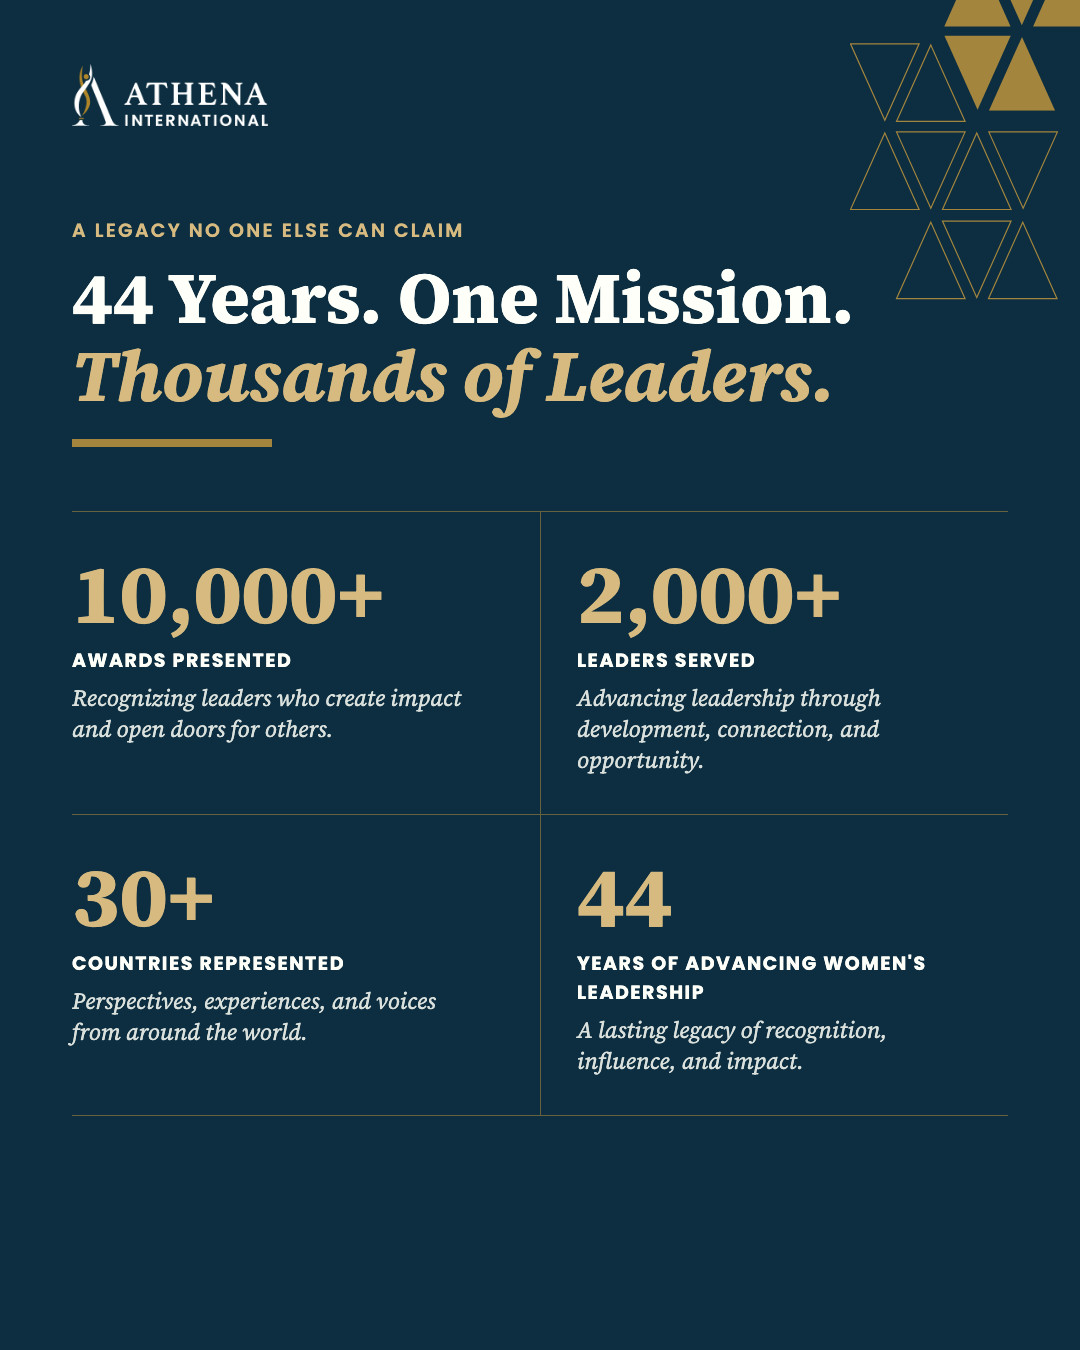 ATHENA
INTERNATIONAL
A LEGACY NO ONE ELSE CAN CLAIM
44 Years. One Mission.
Thousands of Leaders.
10,000+
AWARDS PRESENTED
Recognizing leaders who create impact
and open doors for others.
2,000+
LEADERS SERVED
Advancing leadership through
development, connection, and
opportunity.
30+
COUNTRIES REPRESENTED
Perspectives, experiences, and voices
from around the world.
44
YEARS OF ADVANCING WOMEN'S
LEADERSHIP
A lasting legacy of recognition,
influence, and impact.